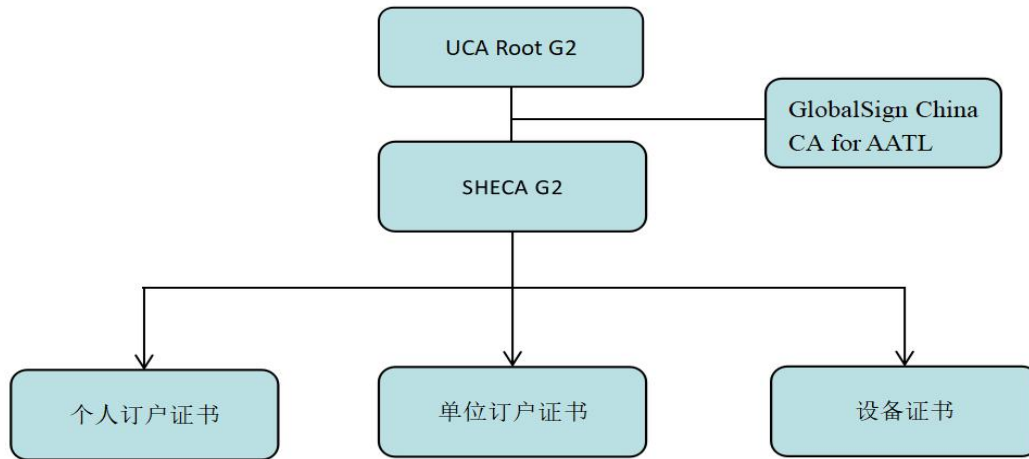 UCA Root G2
GlobalSign China
CA for AATL
SHECA G2
个人订户证书
单位订户证书
设备证书